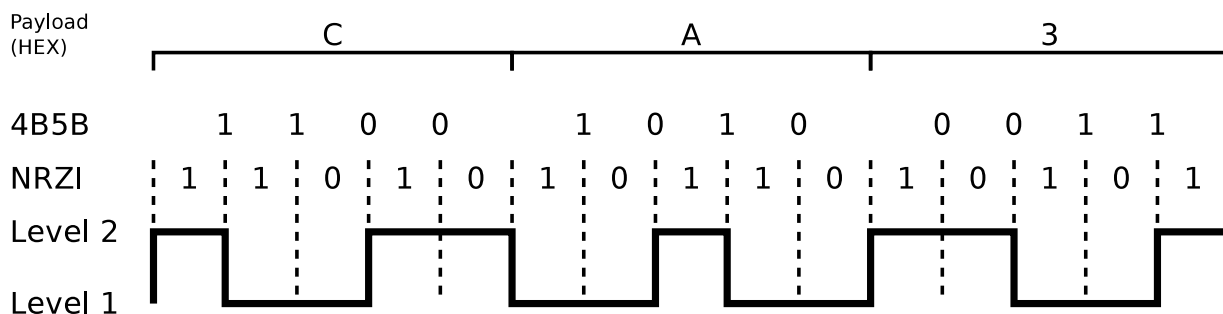 Payload
(HEX)
C A 3
4B5B 1 1 0 0 1 0 1 0 0 0 1 1
NRZI 1 1 0 1 0 1 0 1 1 0 1 0 1 0 1
Level 2
Level 1